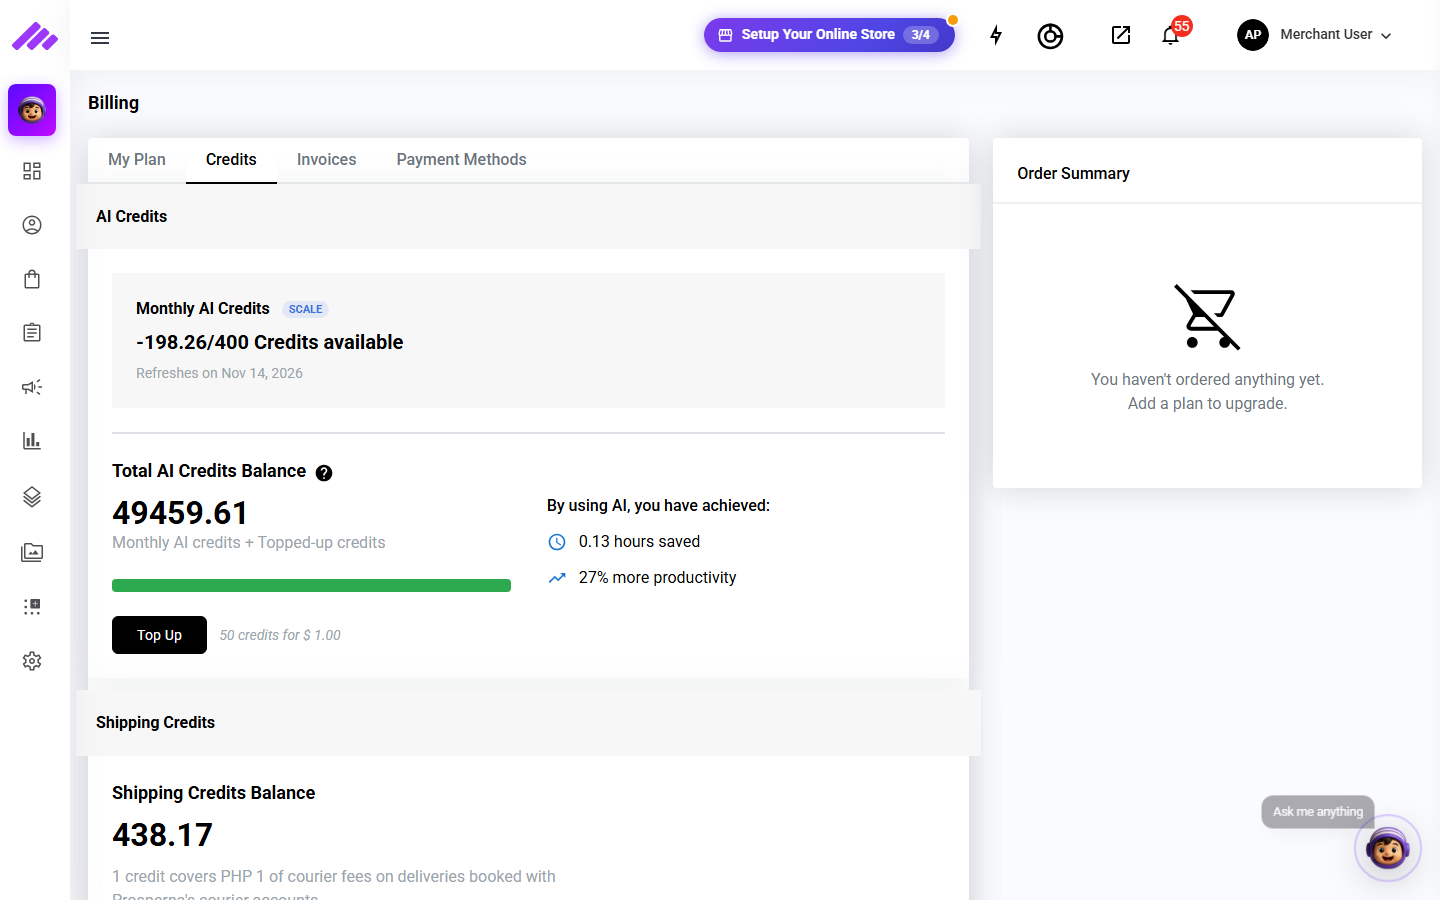 Setup Your Online Store 3/4
55
AP Merchant User
Billing
My Plan Credits Invoices Payment Methods
AI Credits
Monthly AI Credits SCALE
-198.26/400 Credits available
Refreshes on Nov 14, 2026
Total AI Credits Balance ?
49459.61
Monthly AI credits + Topped-up credits
Top Up 50 credits for $ 1.00
By using AI, you have achieved:
0.13 hours saved
27% more productivity
Shipping Credits
Shipping Credits Balance
438.17
1 credit covers PHP 1 of courier fees on deliveries booked with
Prosperna's courier accounts
Order Summary
You haven't ordered anything yet.
Add a plan to upgrade.
Ask me anything